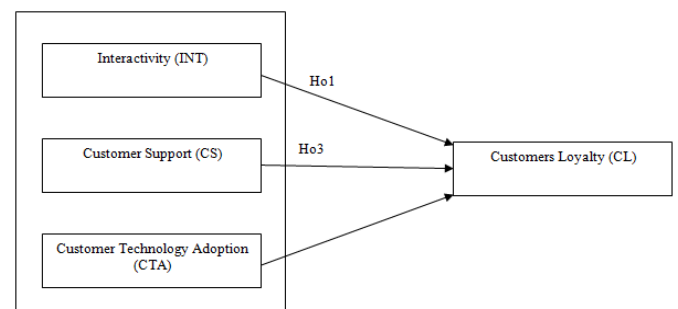 Interactivity (INT)
Ho1
Customer Support (CS)
Ho3
Customers Loyalty (CL)
Customer Technology Adoption
(CTA)